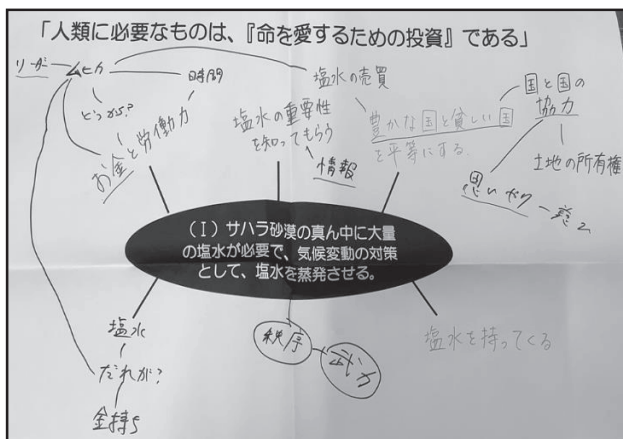 「人類に必要なものは、『命を愛するための投資』である」
リーダー
ムヒカ
時間
塩水の売買
国と国の
協力
どこから?
お金と労働力
塩水の重要性
を知ってもらう
情報
豊かな国と貧しい国
を平等にする
土地の所有権
思いやり
(Ⅰ)サハラ砂漠の真ん中に大量
の塩水が必要で、気候変動の対策
として、塩水を蒸発させる。
塩水
だれが?
金持ち
秩序
武力
塩水を持ってくる